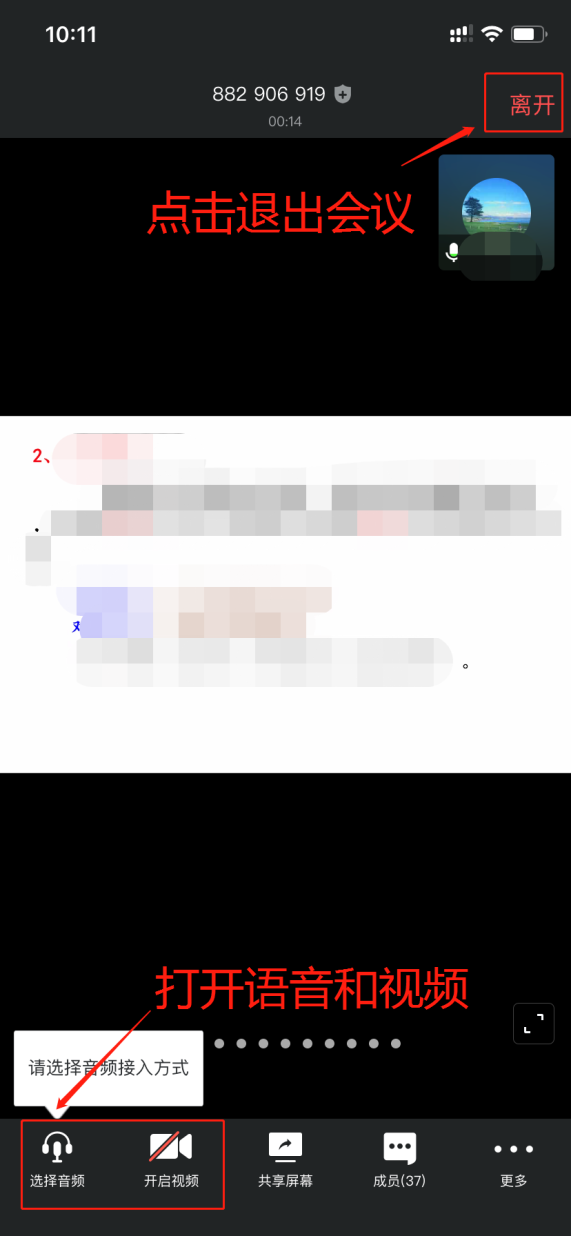 10:11
882 906 919
00:14
离开
点击退出会议
2、
打开语音和视频
请选择音频接入方式
选择音频
开启视频
共享屏幕
成员(37)
更多